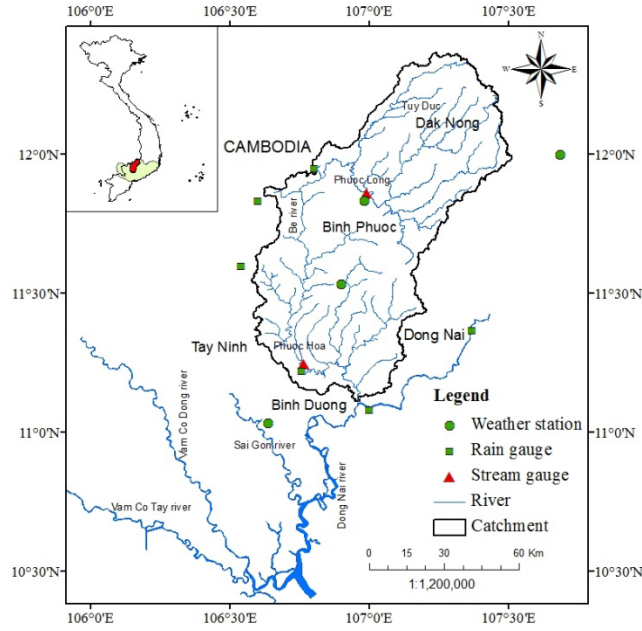 106°0'E 106°30'E 107°0'E 107°30'E
N
W E
S
Tuy Duc
Dak Nong
CAMBODIA
12°0'N 12°0'N
Phuoc Long
Be river
Binh Phuoc
11°30'N 11°30'N
Tay Ninh
Phuoc Hoa
Dong Nai
Binh Duong
Legend
Weather station
Rain gauge
Stream gauge
River
Catchment
11°0'N 11°0'N
Sai Gon river
Vam Co Dong river
Dong Nai river
Vam Co Tay river
0 15 30 60 Km
1:1,200,000
10°30'N 10°30'N
106°0'E 106°30'E 107°0'E 107°30'E